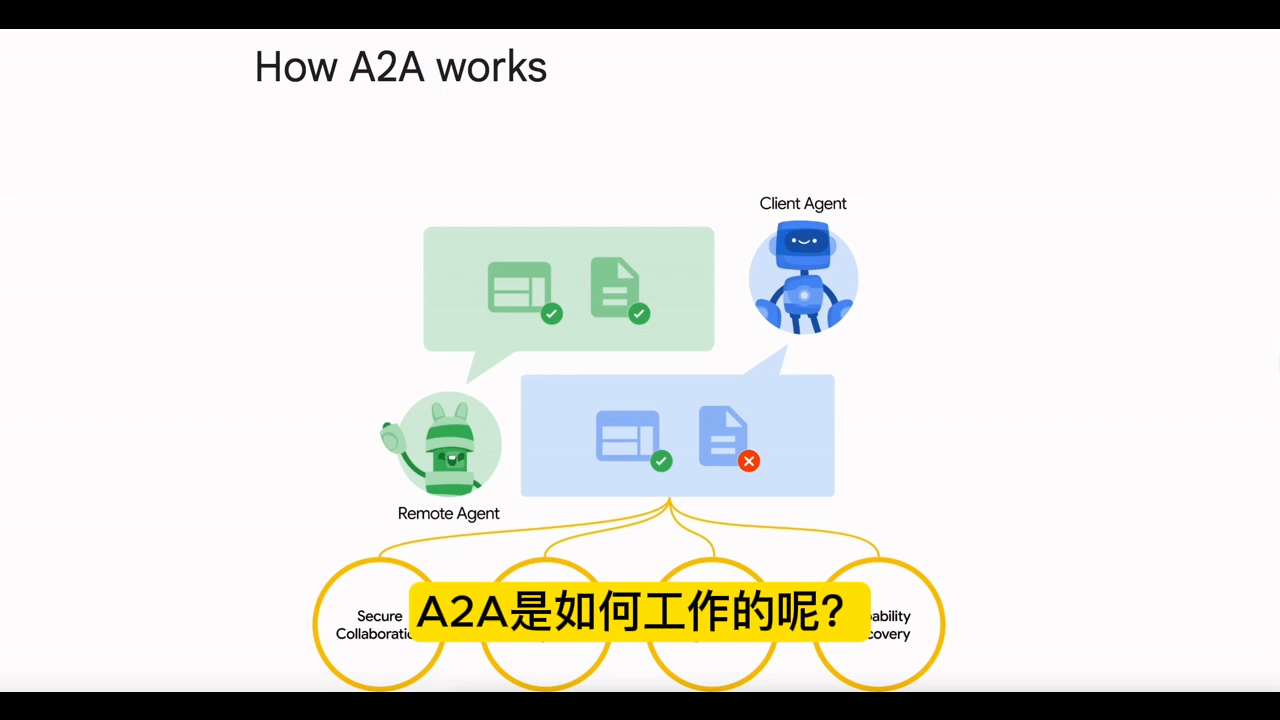 How A2A works
Client Agent
Remote Agent
Secure
A2A是如何工作的呢?